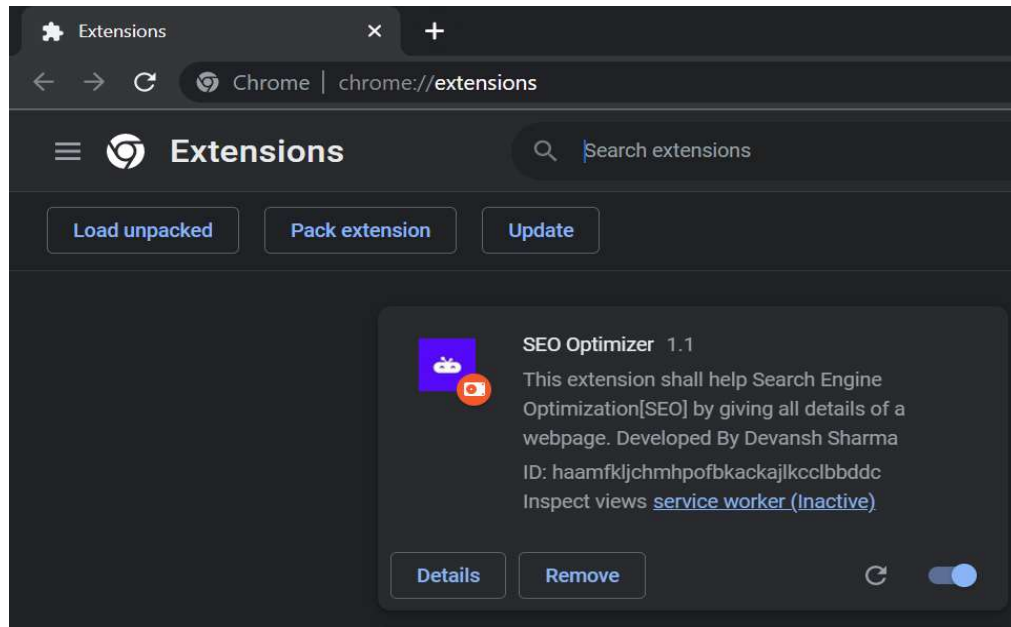 Extensions
Chrome | chrome://extensions
Extensions
Search extensions
Load unpacked
Pack extension
Update
SEO Optimizer 1.1
This extension shall help Search Engine
Optimization[SEO] by giving all details of a
webpage. Developed By Devansh Sharma
ID: haamfkljchmhpofbkackajlkcclbbddc
Inspect views service worker (Inactive)
Details
Remove